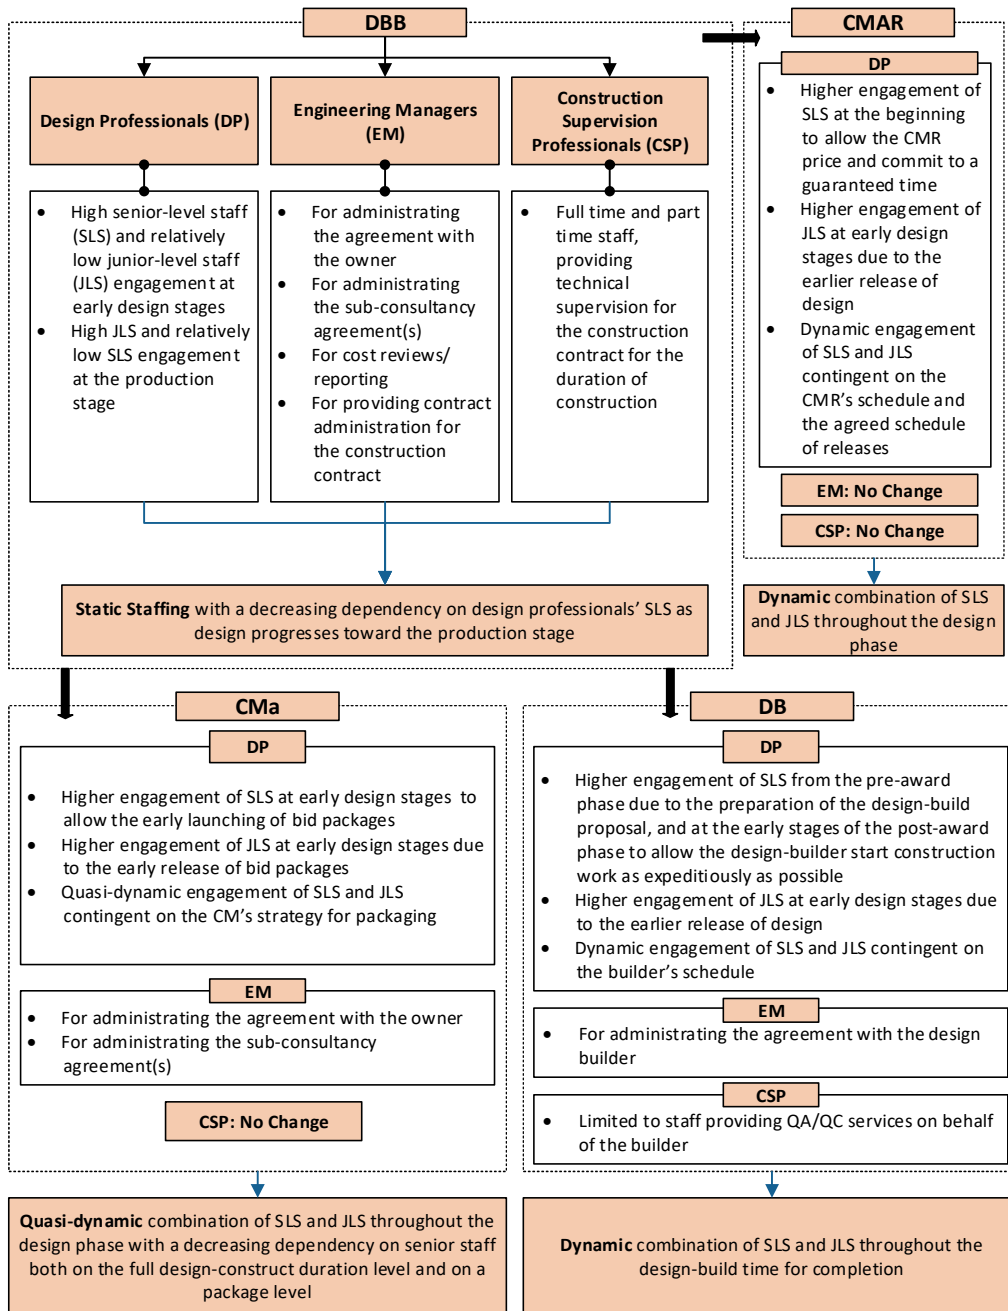 DBB
Design Professionals (DP)
Engineering Managers
(EM)
Construction
Supervision
Professionals (CSP)
• High senior-level staff
(SLS) and relatively
low junior-level staff
(JLS) engagement at
early design stages
• High JLS and relatively
low SLS engagement
at the production
stage
• For administrating
the agreement with
the owner
• For administrating
the sub-consultancy
agreement(s)
• For cost reviews/
reporting
• For providing contract
administration for
the construction
contract
• Full time and part
time staff,
providing
technical
supervision for
the construction
contract for the
duration of
construction
Static Staffing with a decreasing dependency on design professionals’ SLS as
design progresses toward the production stage
CMAR
DP
• Higher engagement of
SLS at the beginning
to allow the CMR
price and commit to a
guaranteed time
• Higher engagement of
JLS at early design
stages due to the
earlier release of
design
• Dynamic engagement
of SLS and JLS
contingent on the
CMR’s schedule and
the agreed schedule
of releases
EM: No Change
CSP: No Change
Dynamic combination of SLS
and JLS throughout the design
phase
CMa
DP
• Higher engagement of SLS at early design stages to
allow the early launching of bid packages
• Higher engagement of JLS at early design stages due
to the early release of bid packages
• Quasi-dynamic engagement of SLS and JLS
contingent on the CM’s strategy for packaging
EM
• For administrating the agreement with the owner
• For administrating the sub-consultancy
agreement(s)
CSP: No Change
Quasi-dynamic combination of SLS and JLS throughout the
design phase with a decreasing dependency on senior staff
both on the full design-construct duration level and on a
package level
DB
DP
• Higher engagement of SLS from the pre-award
phase due to the preparation of the design-build
proposal, and at the early stages of the post-award
phase to allow the design-builder start construction
work as expeditiously as possible
• Higher engagement of JLS at early design stages due
to the earlier release of design
• Dynamic engagement of SLS and JLS contingent on
the builder’s schedule
EM
• For administrating the agreement with the design
builder
CSP
• Limited to staff providing QA/QC services on behalf
of the builder
Dynamic combination of SLS and JLS throughout the
design-build time for completion